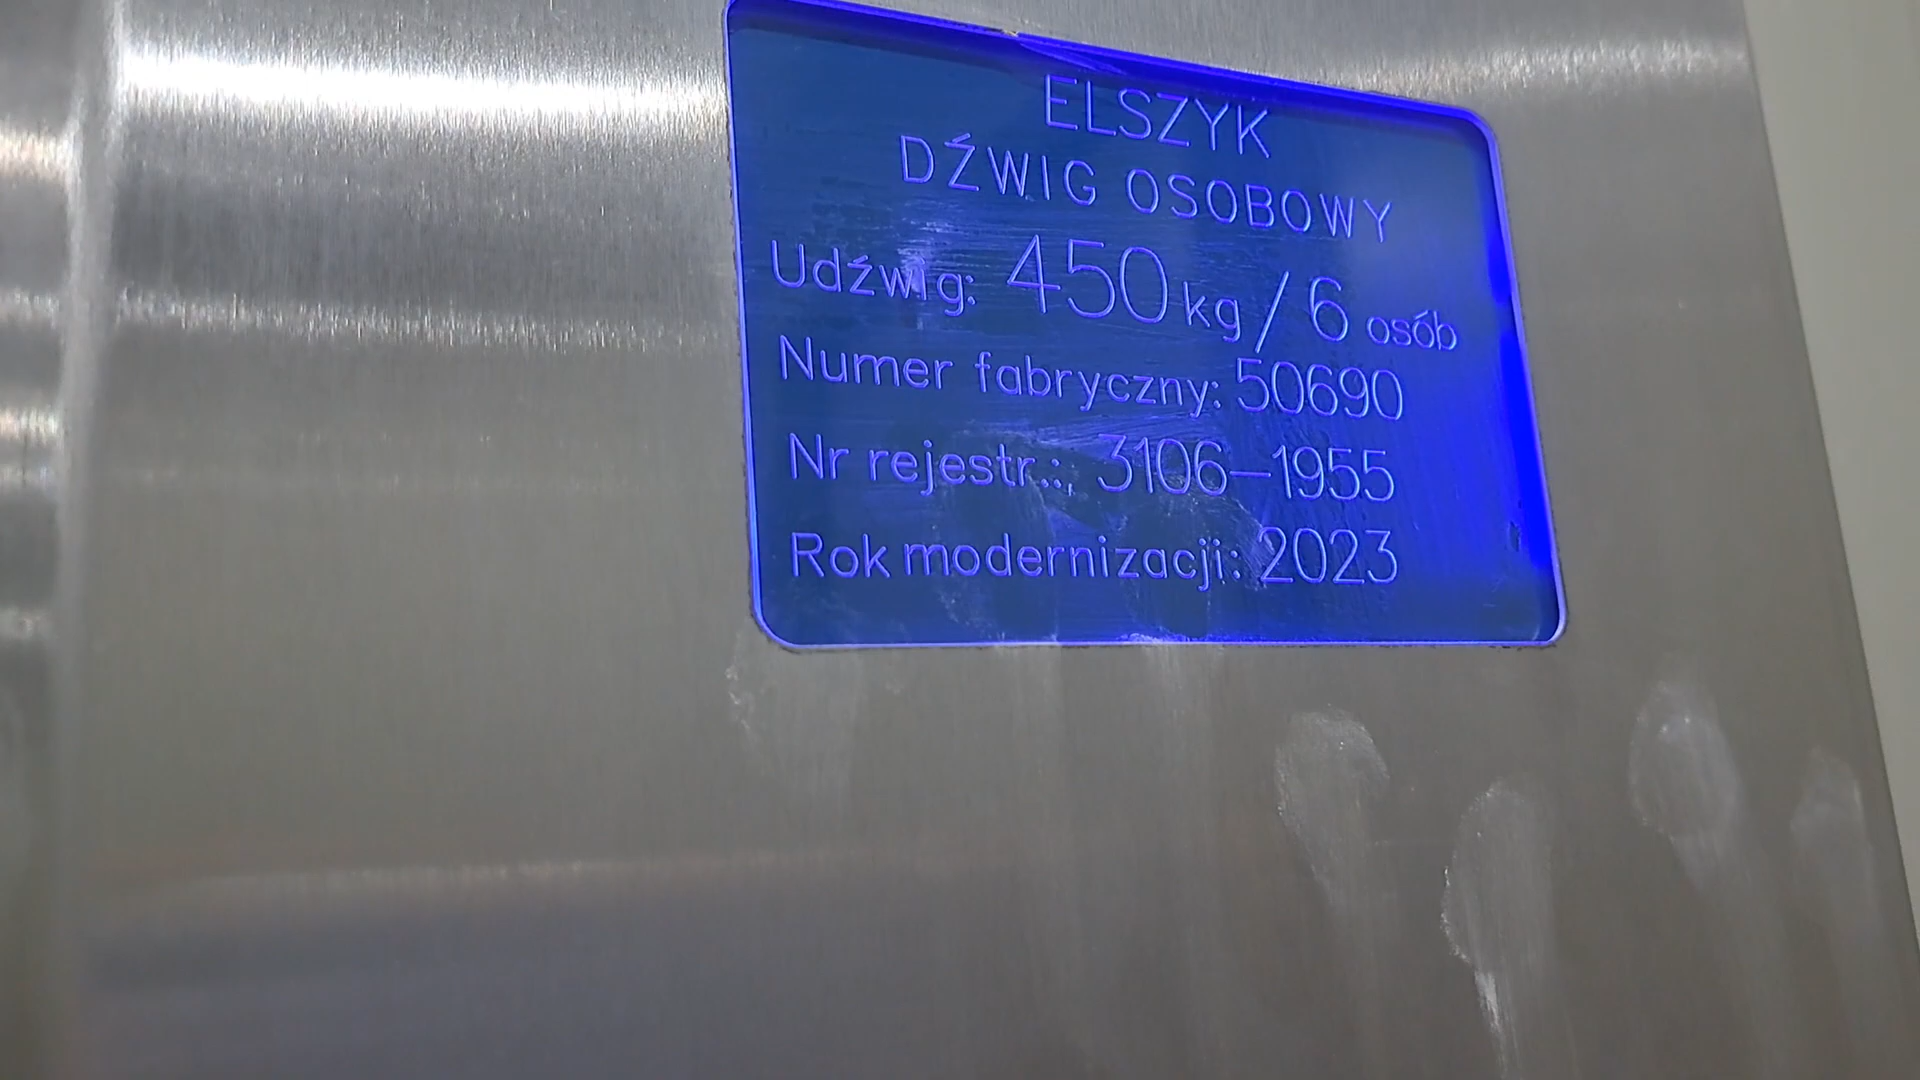 ELSZYK
DŹWIG OSOBOWY
Udźwig: 450 kg / 6 osób
Numer fabryczny: 50690
Nr rejestr.:, 3106-1955
Rok modernizacji: 2023